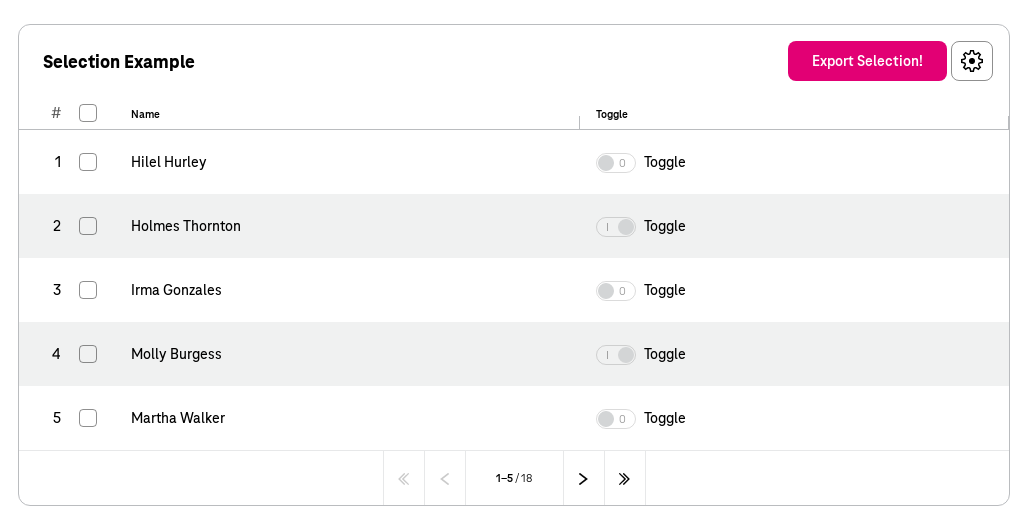 Selection Example
Export Selection!
# Name Toggle
1 Hilel Hurley 0 Toggle
2 Holmes Thornton I Toggle
3 Irma Gonzales 0 Toggle
4 Molly Burgess I Toggle
5 Martha Walker 0 Toggle
1–5 / 18